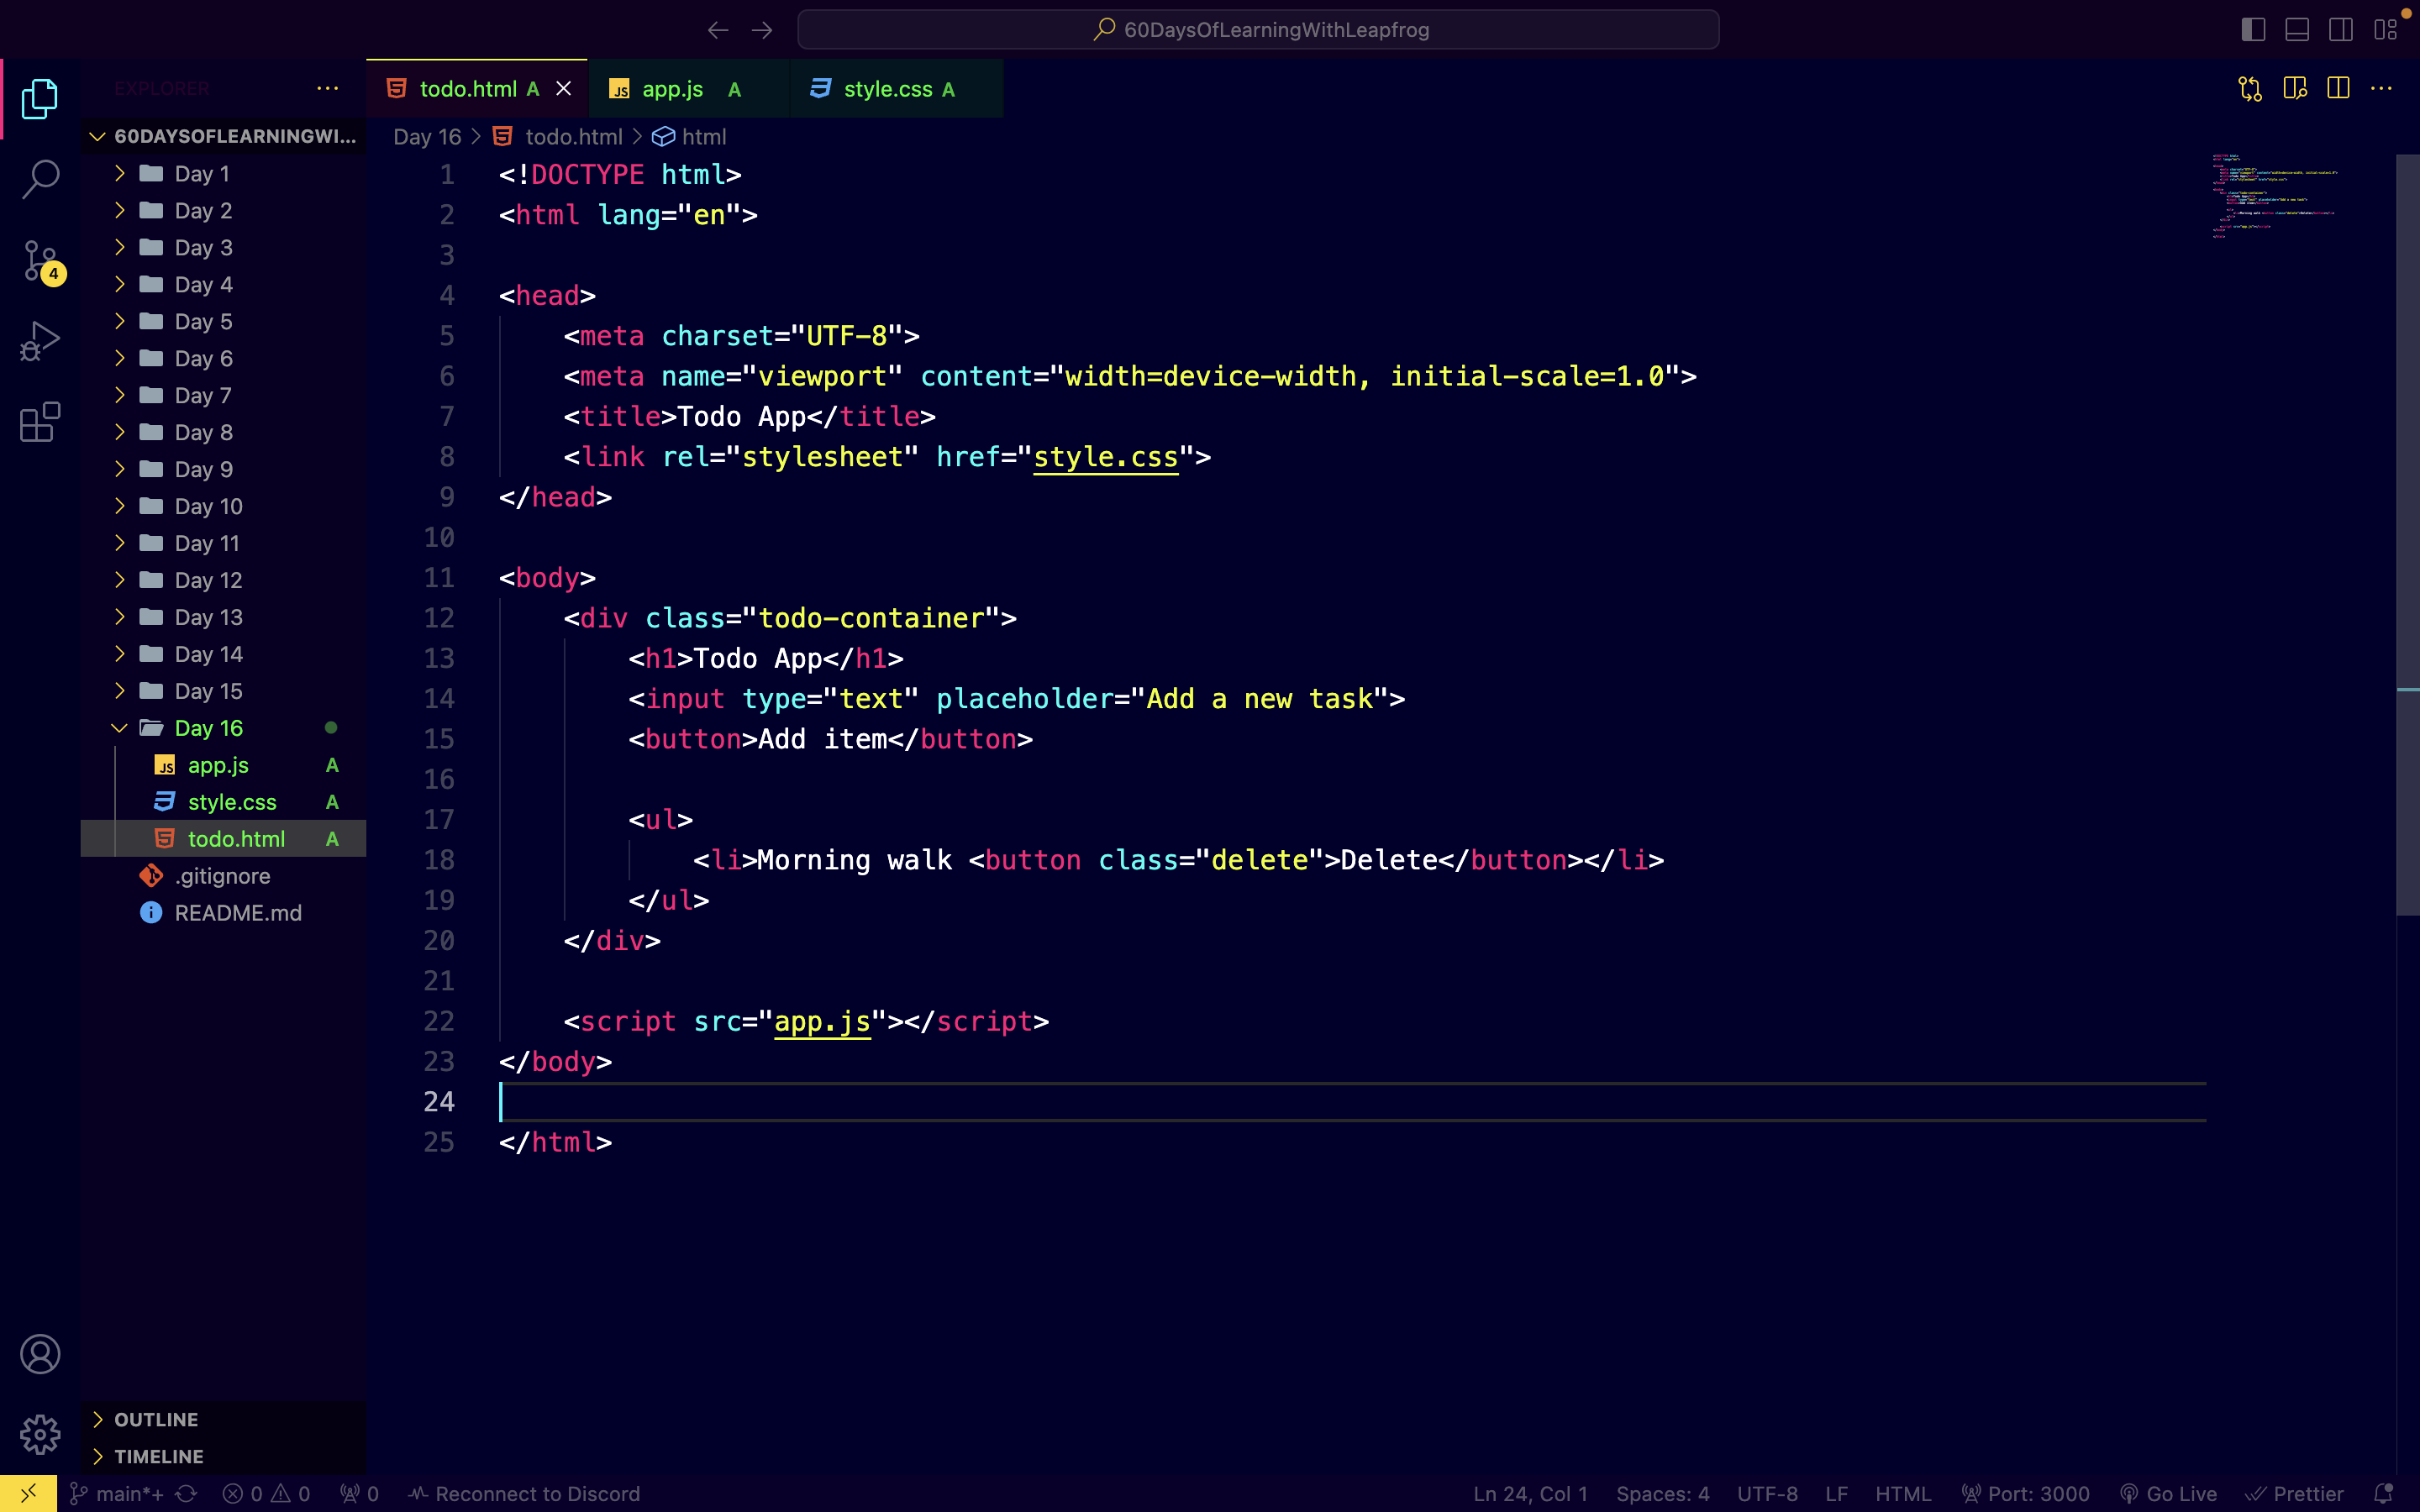 60DaysOfLearningWithLeapfrog
EXPLORER
todo.html A
app.js A
style.css A
60DAYSOFLEARNINGWI...
Day 16 > todo.html > html
4
Day 1
Day 2
Day 3
Day 4
Day 5
Day 6
Day 7
Day 8
Day 9
Day 10
Day 11
Day 12
Day 13
Day 14
Day 15
Day 16
app.js A
style.css A
todo.html A
.gitignore
README.md
OUTLINE
TIMELINE
1 <!DOCTYPE html>
2 <html lang="en">
3
4 <head>
5     <meta charset="UTF-8">
6     <meta name="viewport" content="width=device-width, initial-scale=1.0">
7     <title>Todo App</title>
8     <link rel="stylesheet" href="style.css">
9 </head>
10
11 <body>
12     <div class="todo-container">
13         <h1>Todo App</h1>
14         <input type="text" placeholder="Add a new task">
15         <button>Add item</button>
16
17         <ul>
18             <li>Morning walk <button class="delete">Delete</button></li>
19         </ul>
20     </div>
21
22     <script src="app.js"></script>
23 </body>
24
25 </html>
main*+ 0 0 0 Reconnect to Discord Ln 24, Col 1 Spaces: 4 UTF-8 LF HTML Port: 3000 Go Live Prettier